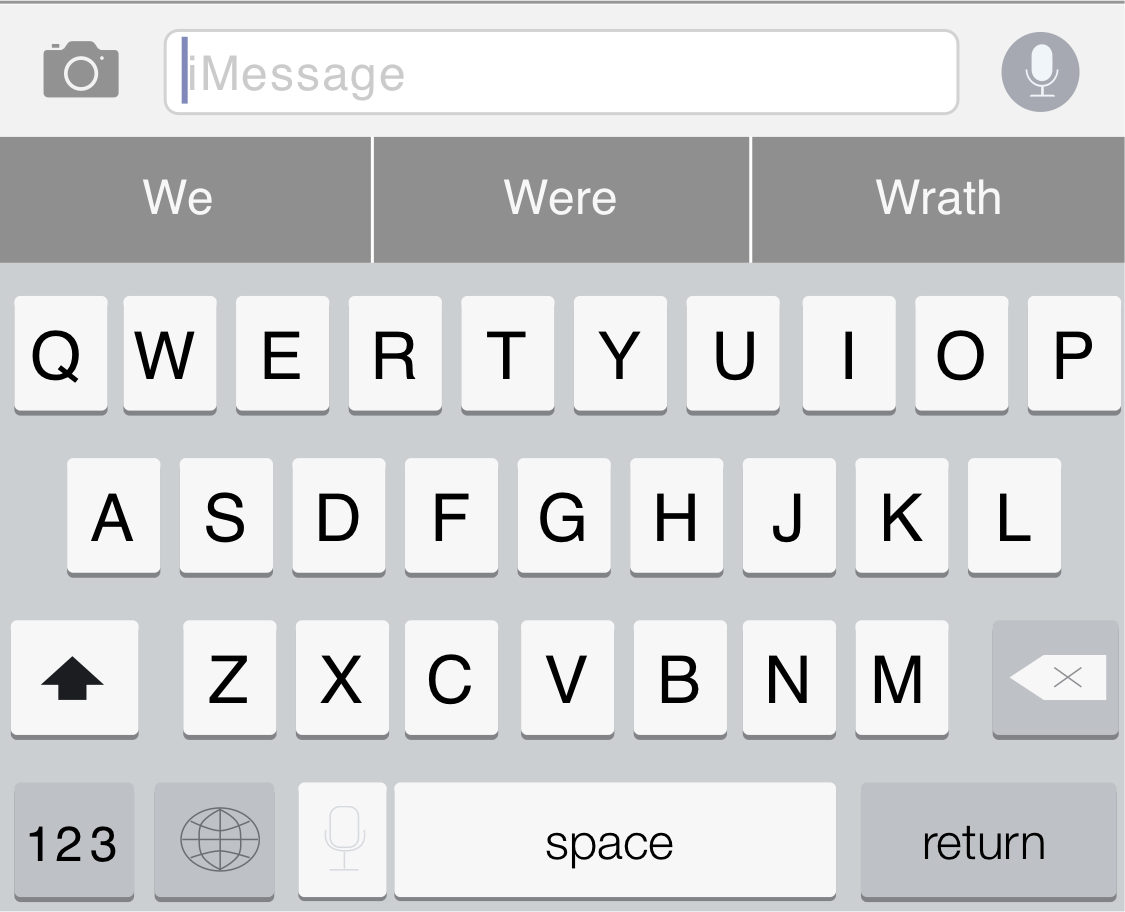 iMessage
We Were Wrath
Q W E R T Y U I O P
A S D F G H J K L
Z X C V B N M
123 space return